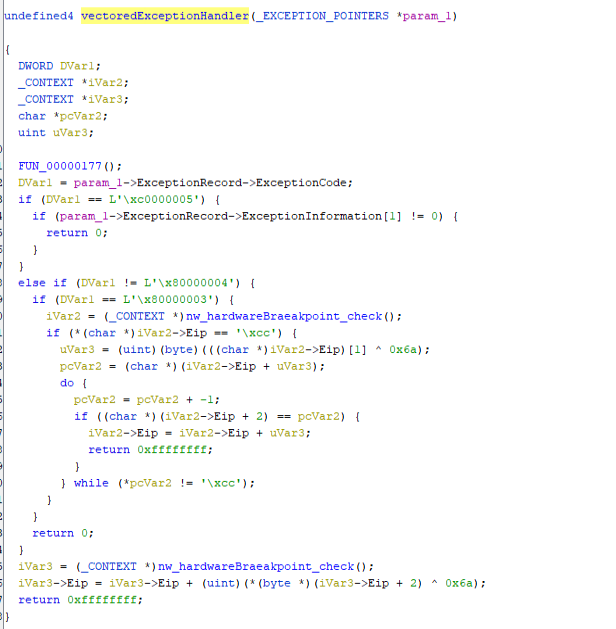 undefined4 vectoredExceptionHandler(_EXCEPTION_POINTERS *param_1)
{
DWORD DVar1;
_CONTEXT *iVar2;
_CONTEXT *iVar3;
char *pcVar2;
uint uVar3;
FUN_00000177();
DVar1 = param_1->ExceptionRecord->ExceptionCode;
if (DVar1 == L'\xc0000005') {
if (param_1->ExceptionRecord->ExceptionInformation[1] != 0) {
return 0;
}
}
else if (DVar1 != L'\x80000004') {
if (DVar1 == L'\x80000003') {
iVar2 = (_CONTEXT *)nw_hardwareBraeakpoint_check();
if (*(char *)iVar2->Eip == '\xcc') {
uVar3 = (uint)(byte)(((char *)iVar2->Eip)[1] ^ 0x6a);
pcVar2 = (char *)(iVar2->Eip + uVar3);
do {
pcVar2 = pcVar2 + -1;
if ((char *)(iVar2->Eip + 2) == pcVar2) {
iVar2->Eip = iVar2->Eip + uVar3;
return 0xffffffff;
}
} while (*pcVar2 != '\xcc');
}
}
return 0;
}
iVar3 = (_CONTEXT *)nw_hardwareBraeakpoint_check();
iVar3->Eip = iVar3->Eip + (uint)(*(byte *)(iVar3->Eip + 2) ^ 0x6a);
return 0xffffffff;
}